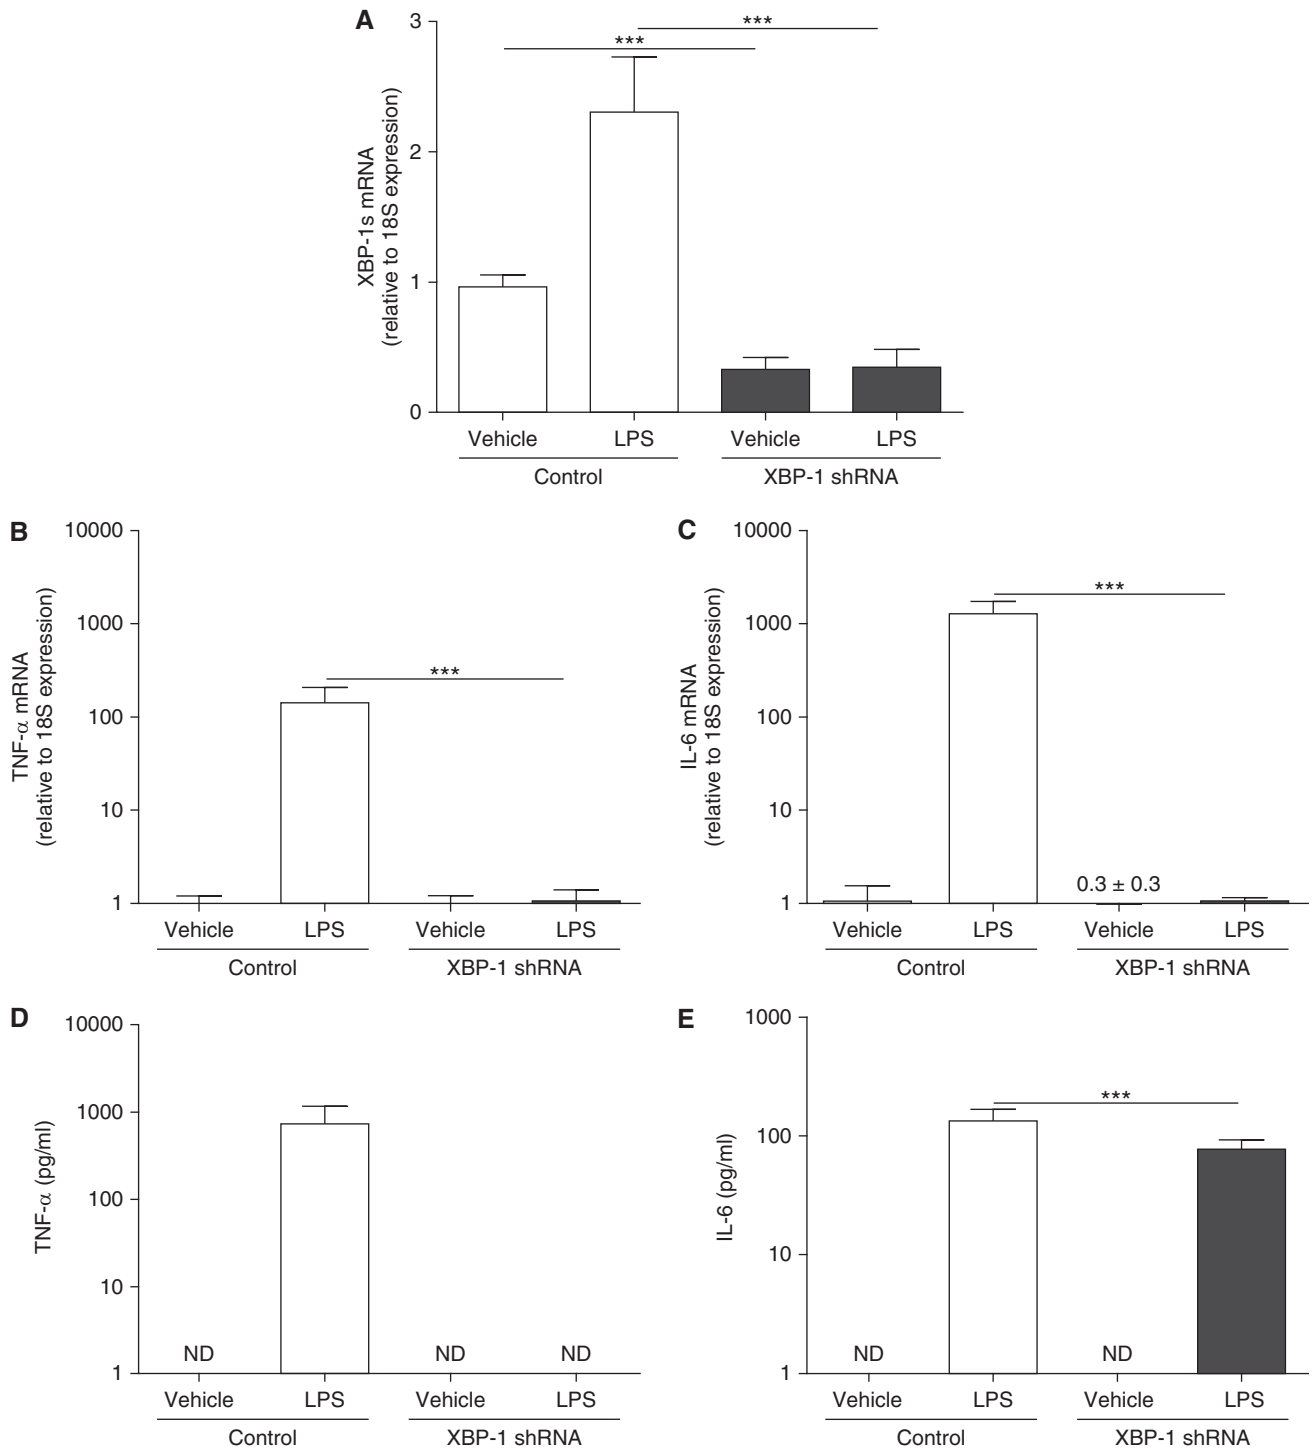 A
XBP-1s mRNA
(relative to 18S expression)
3
2
1
0
***
***
Vehicle
LPS
Vehicle
LPS
Control
XBP-1 shRNA
B
TNF-α mRNA
(relative to 18S expression)
10000
1000
100
10
1
***
Vehicle
LPS
Vehicle
LPS
Control
XBP-1 shRNA
C
IL-6 mRNA
(relative to 18S expression)
10000
1000
100
10
1
***
0.3 ± 0.3
Vehicle
LPS
Vehicle
LPS
Control
XBP-1 shRNA
D
TNF-α (pg/ml)
10000
1000
100
10
1
ND
ND
ND
Vehicle
LPS
Vehicle
LPS
Control
XBP-1 shRNA
E
IL-6 (pg/ml)
1000
100
10
1
***
ND
ND
Vehicle
LPS
Vehicle
LPS
Control
XBP-1 shRNA